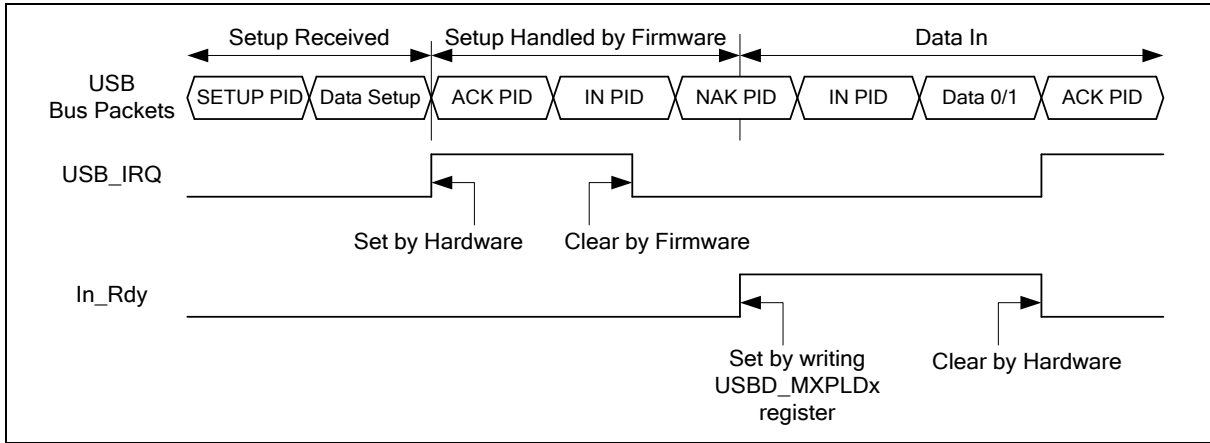 Setup Received
Setup Handled by Firmware
Data In
USB
Bus Packets
SETUP PID
Data Setup
ACK PID
IN PID
NAK PID
IN PID
Data 0/1
ACK PID
USB_IRQ
Set by Hardware
Clear by Firmware
In_Rdy
Set by writing
USBD_MXPLDx
register
Clear by Hardware